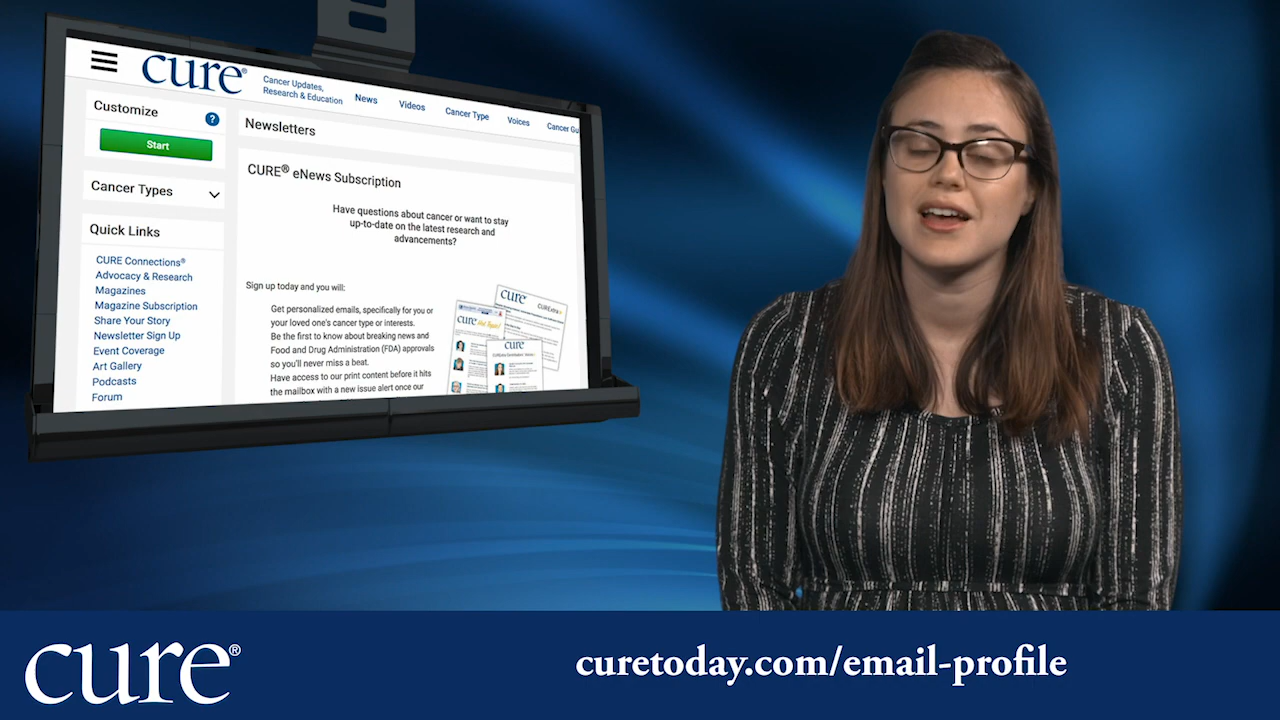 cure®
Cancer Updates,
Research & Education
News
Videos
Cancer Type
Voices
Cancer Gu
Customize
?
Start
Cancer Types
Quick Links
CURE Connections®
Advocacy & Research
Magazines
Magazine Subscription
Share Your Story
Newsletter Sign Up
Event Coverage
Art Gallery
Podcasts
Forum
Newsletters
CURE® eNews Subscription
Have questions about cancer or want to stay
up-to-date on the latest research and
advancements?
Sign up today and you will:
Get personalized emails, specifically for you or
your loved one's cancer type or interests.
Be the first to know about breaking news and
Food and Drug Administration (FDA) approvals
so you'll never miss a beat.
Have access to our print content before it hits
the mailbox with a new issue alert once our
cure
CUREExtra
cure
cure
cure®
curetoday.com/email-profile